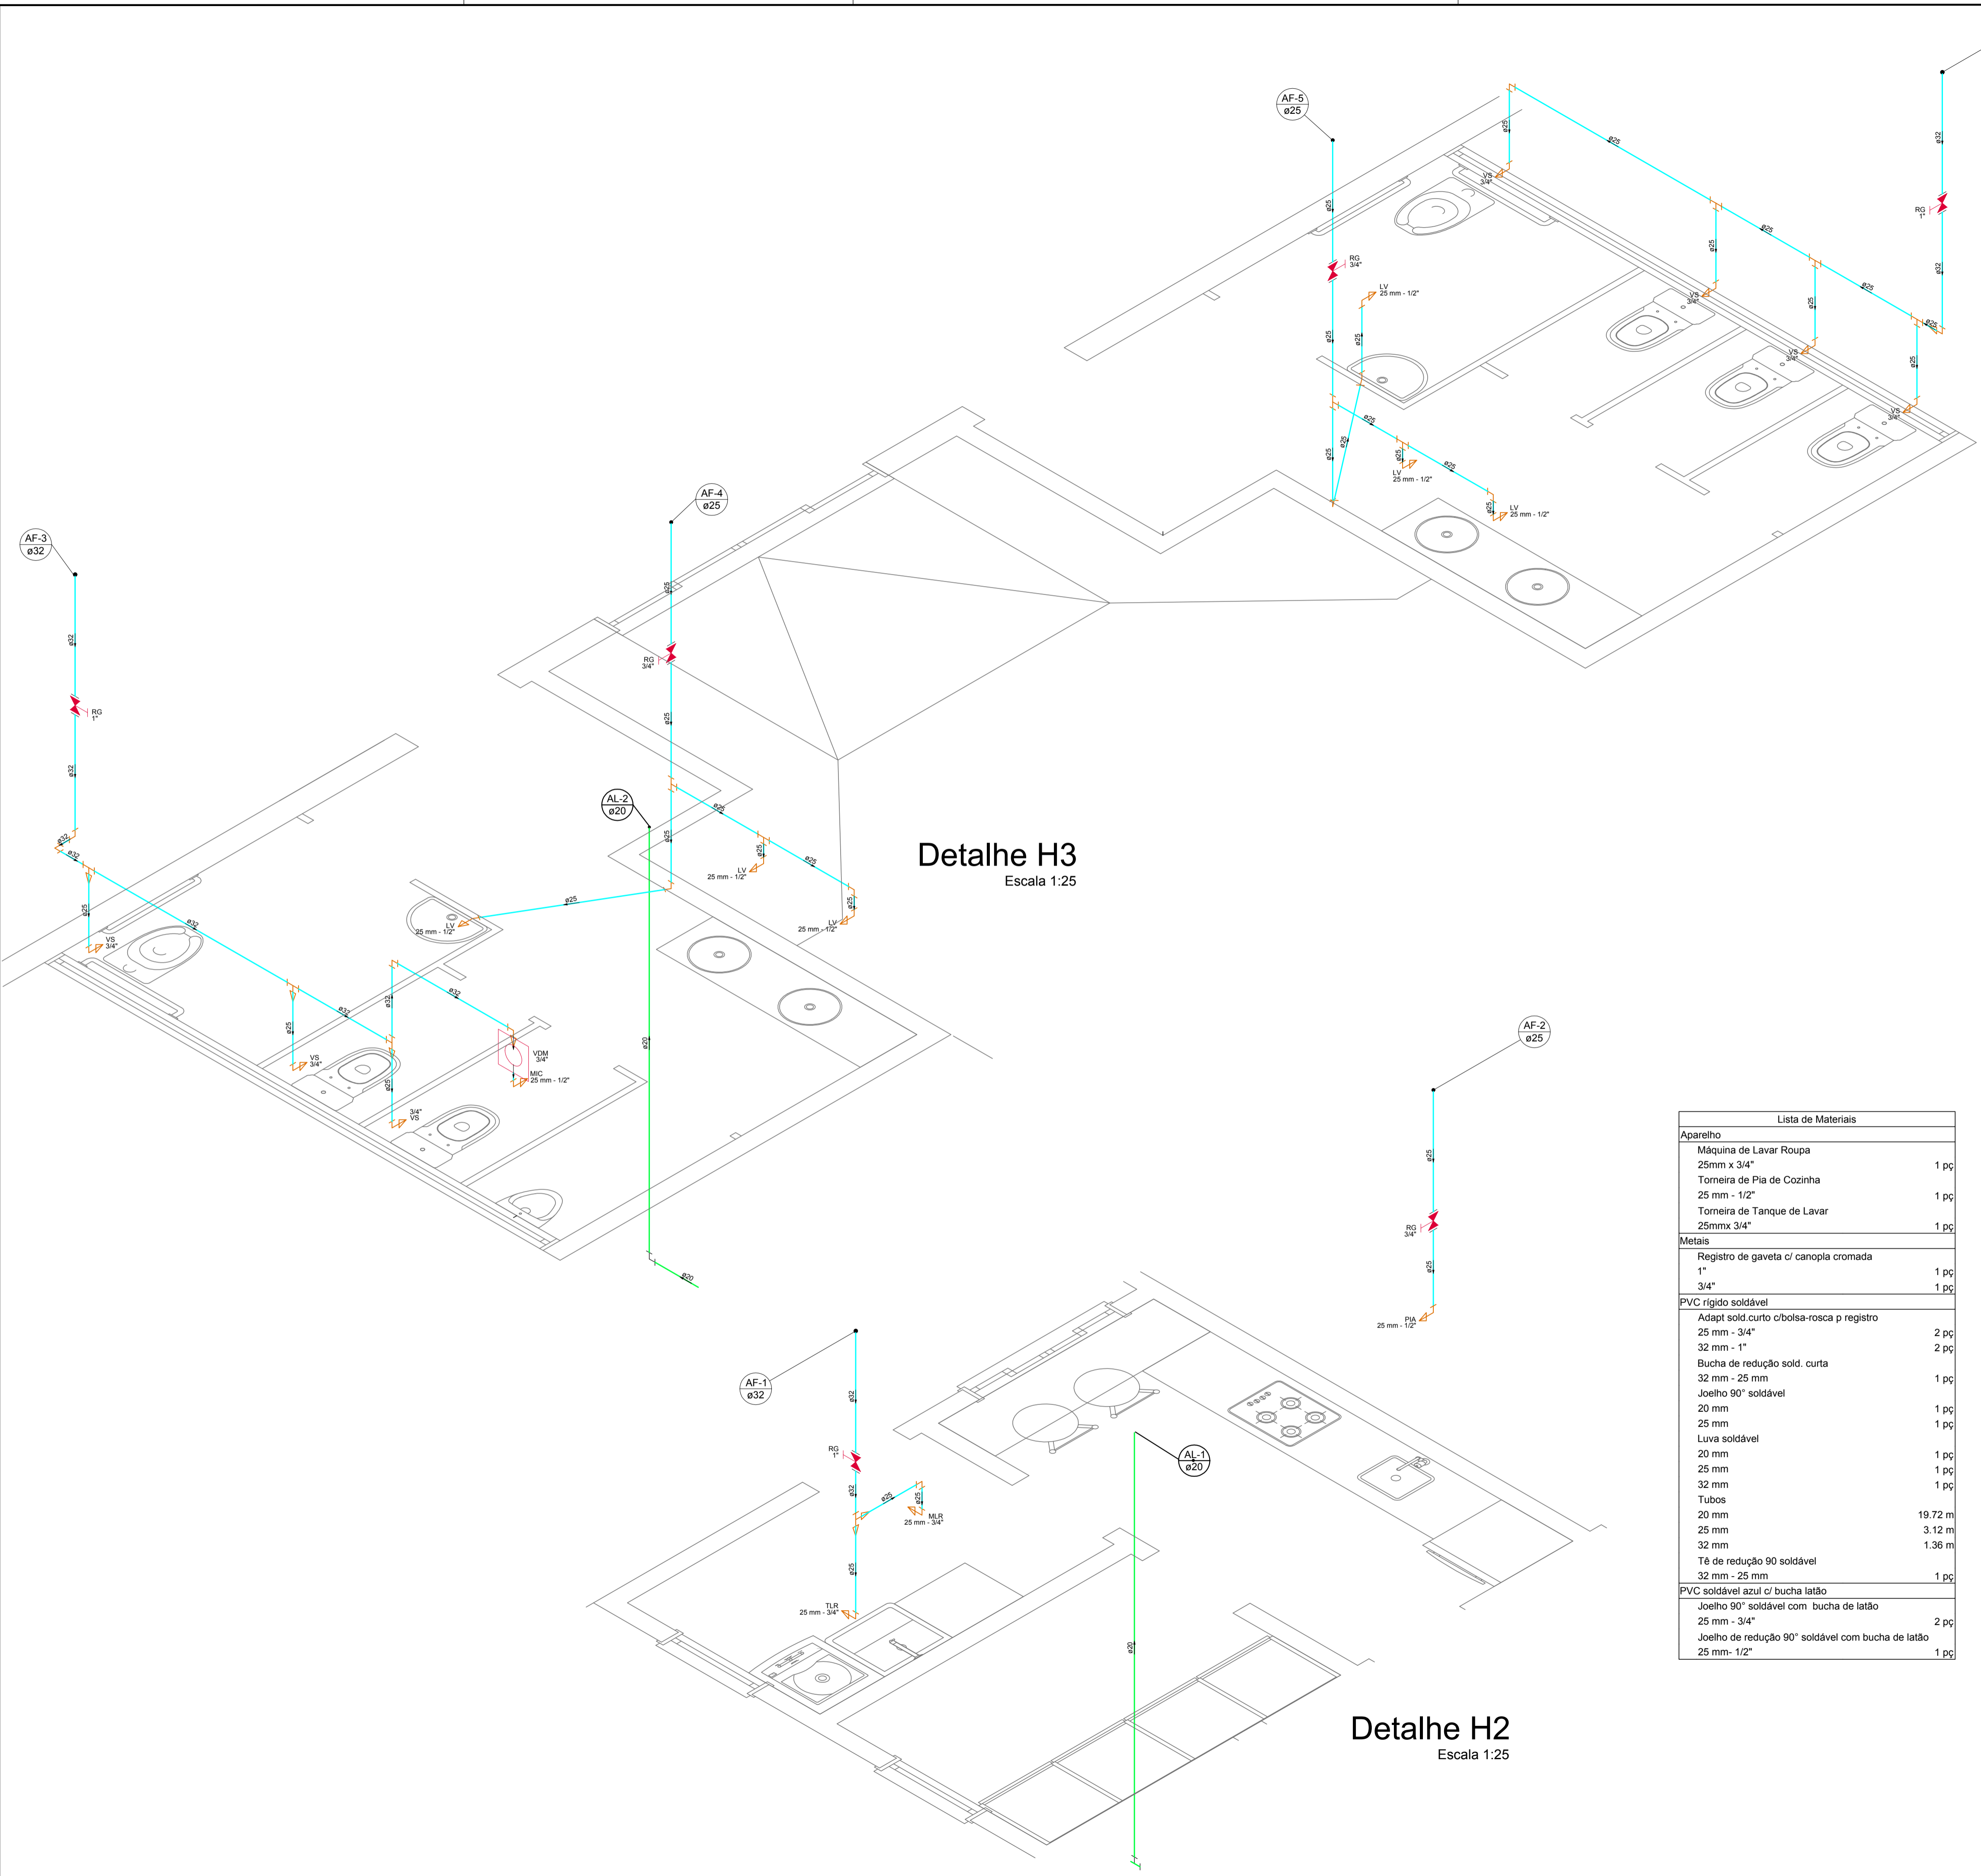 AF-5
ø25
ø25
ø25
ø32
VS
3/4"
ø25
RG
1"
ø25
RG
3/4"
LV
25 mm - 1/2"
ø25
ø25
ø25
ø32
VS
3/4"
ø25
ø25
ø25
ø25
VS
3/4"
ø25
VS
3/4"
ø25
ø25
ø25
ø25
ø25
LV
25 mm - 1/2"
ø25
LV
25 mm - 1/2"
AF-4
ø25
AF-3
ø32
ø25
ø32
RG
3/4"
RG
1"
ø25
ø32
AL-2
ø20
ø25
ø25
ø25
ø25
LV
25 mm - 1/2"
ø25
LV
25 mm - 1/2"
Detalhe H3
Escala 1:25
ø32
ø32
ø25
ø25
LV
25 mm - 1/2"
ø32
VS
3/4"
ø32
ø32
ø32
ø25
VS
3/4"
VDM
3/4"
MIC
25 mm - 1/2"
ø25
3/4"
VS
ø20
ø20
AF-2
ø25
ø25
RG
3/4"
ø25
PIA
25 mm - 1/2"
AF-1
ø32
ø32
RG
1"
ø32
ø25
ø25
MLR
25 mm - 3/4"
ø25
TLR
25 mm - 3/4"
AL-1
ø20
ø20
Detalhe H2
Escala 1:25
Lista de Materiais
Aparelho
Máquina de Lavar Roupa
25mm x 3/4" 1 pç
Torneira de Pia de Cozinha
25 mm - 1/2" 1 pç
Torneira de Tanque de Lavar
25mmx 3/4" 1 pç
Metais
Registro de gaveta c/ canopla cromada
1" 1 pç
3/4" 1 pç
PVC rígido soldável
Adapt sold.curto c/bolsa-rosca p registro
25 mm - 3/4" 2 pç
32 mm - 1" 2 pç
Bucha de redução sold. curta
32 mm - 25 mm 1 pç
Joelho 90° soldável
20 mm 1 pç
25 mm 1 pç
Luva soldável
20 mm 1 pç
25 mm 1 pç
32 mm 1 pç
Tubos
20 mm 19.72 m
25 mm 3.12 m
32 mm 1.36 m
Tê de redução 90 soldável
32 mm - 25 mm 1 pç
PVC soldável azul c/ bucha latão
Joelho 90° soldável com bucha de latão
25 mm - 3/4" 2 pç
Joelho de redução 90° soldável com bucha de latão
25 mm- 1/2" 1 pç